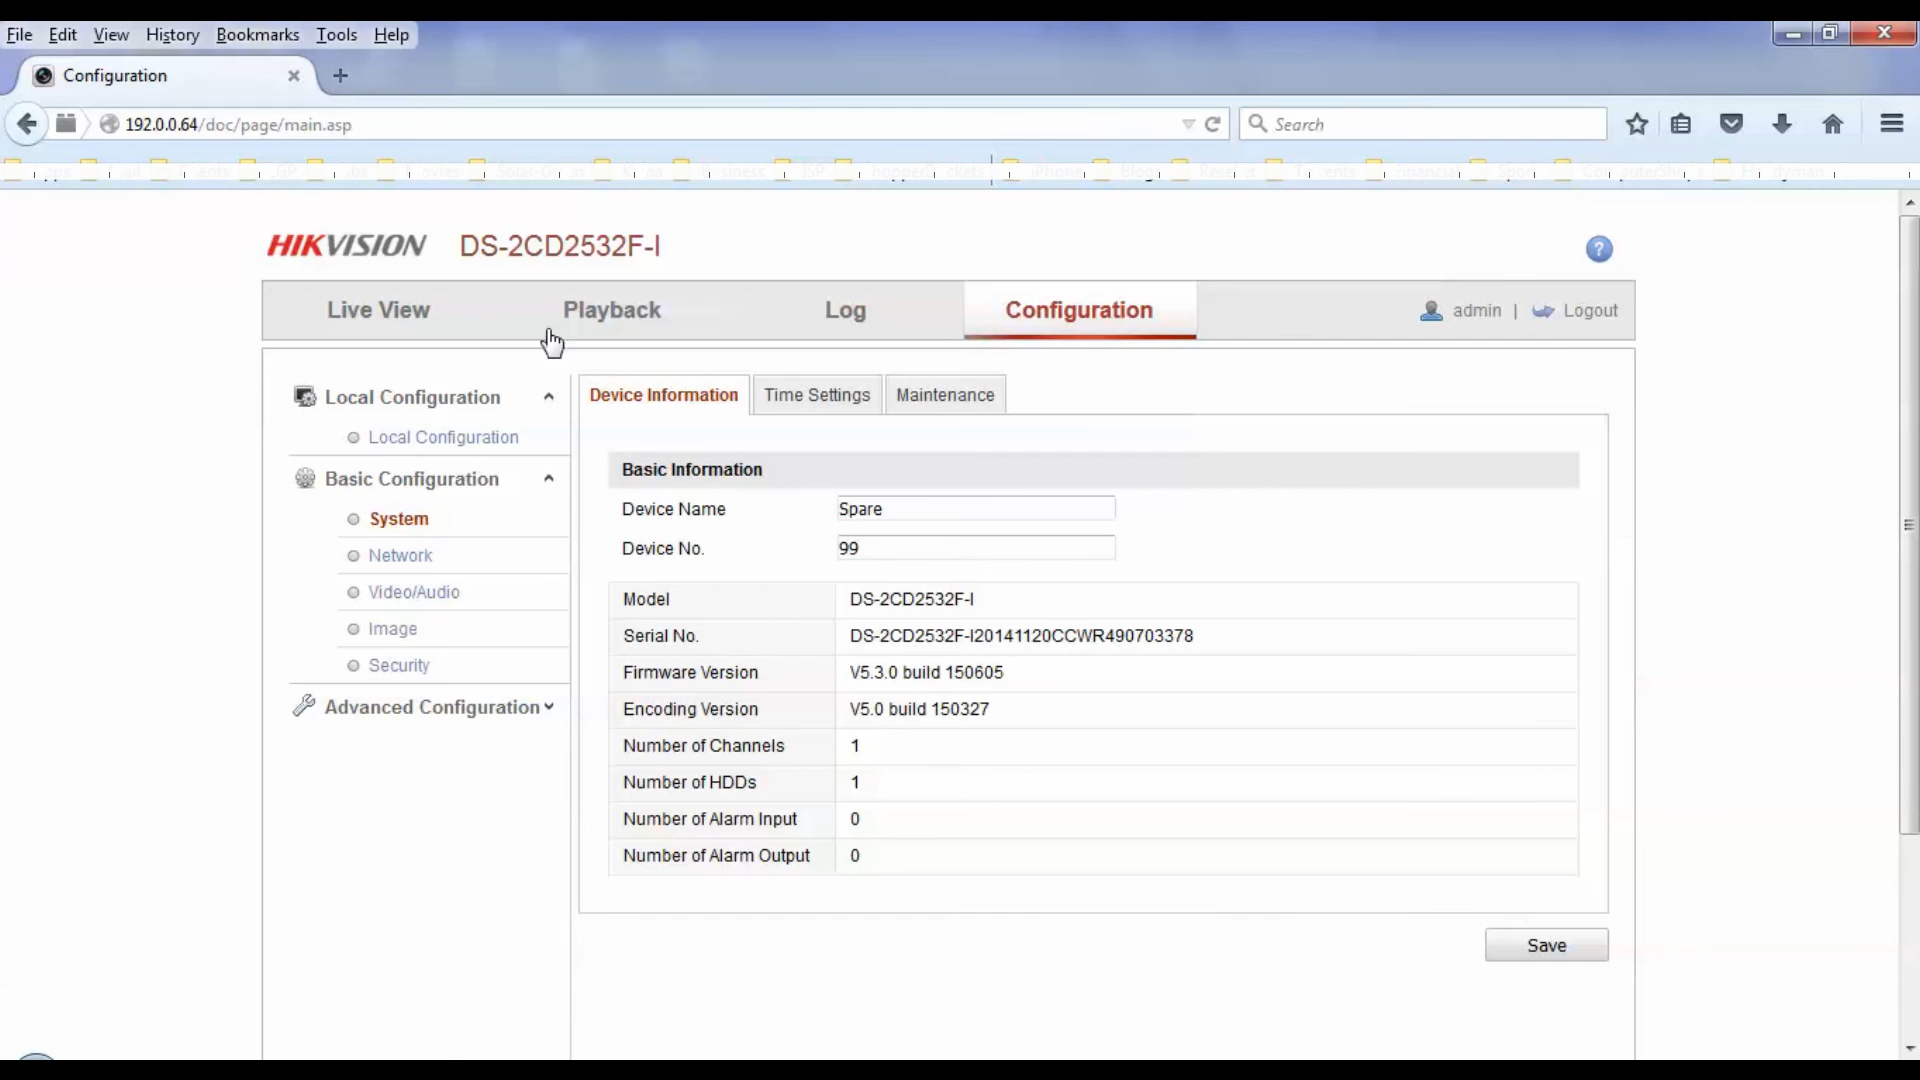 File Edit View History Bookmarks Tools Help
Configuration
192.0.0.64/doc/page/main.asp Search
HIKVISION DS-2CD2532F-I
Live View Playback Log Configuration admin | Logout
Local Configuration
Local Configuration
Basic Configuration
System
Network
Video/Audio
Image
Security
Advanced Configuration
Device Information Time Settings Maintenance
Basic Information
Device Name Spare
Device No. 99
Model DS-2CD2532F-I
Serial No. DS-2CD2532F-I20141120CCWR490703378
Firmware Version V5.3.0 build 150605
Encoding Version V5.0 build 150327
Number of Channels 1
Number of HDDs 1
Number of Alarm Input 0
Number of Alarm Output 0
Save